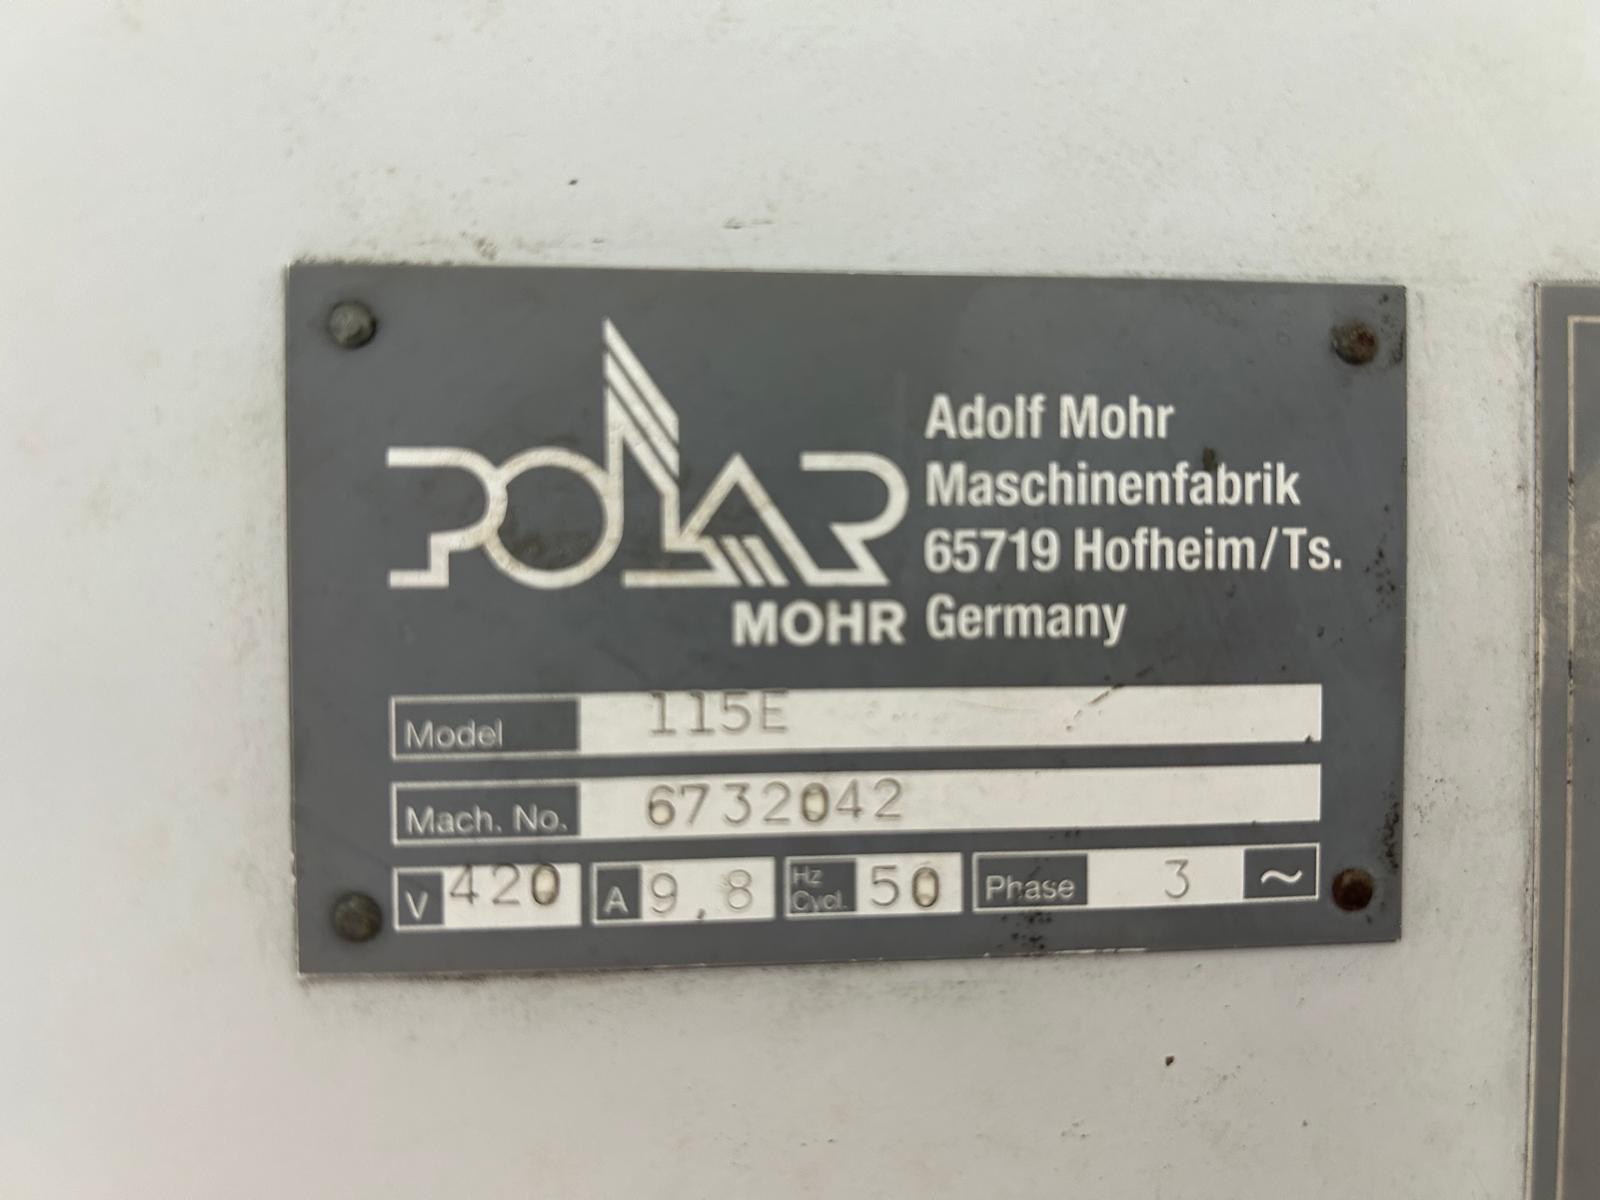 POLAR
MOHR
Adolf Mohr
Maschinenfabrik
65719 Hofheim/Ts.
Germany
Model 115E
Mach. No. 6732042
V 420 A 9,8 Hz Cycl. 50 Phase 3 ~